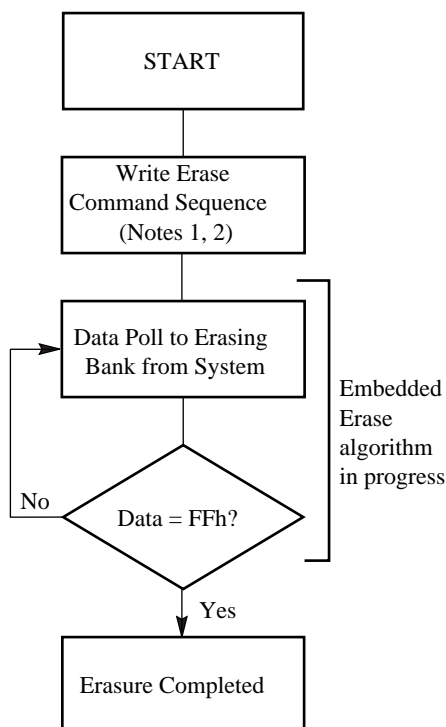 START
Write Erase
Command Sequence
(Notes 1, 2)
Data Poll to Erasing
Bank from System
Embedded
Erase
algorithm
in progress
No
Data = FFh?
Yes
Erasure Completed